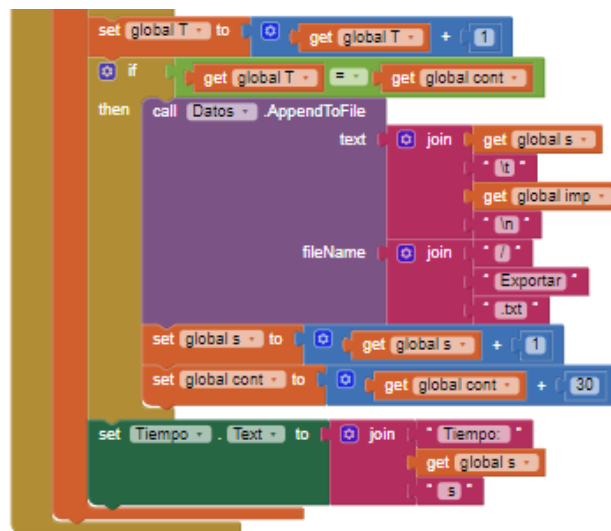 set global T to get global T + 1
if get global T = get global cont
then call Datos .AppendToFile
text join get global s
" \t "
get global imp
" \n "
fileName join " / "
" Exportar "
" .txt "
set global s to get global s + 1
set global cont to get global cont + 30
set Tiempo . Text to join " Tiempo: "
get global s
" s "